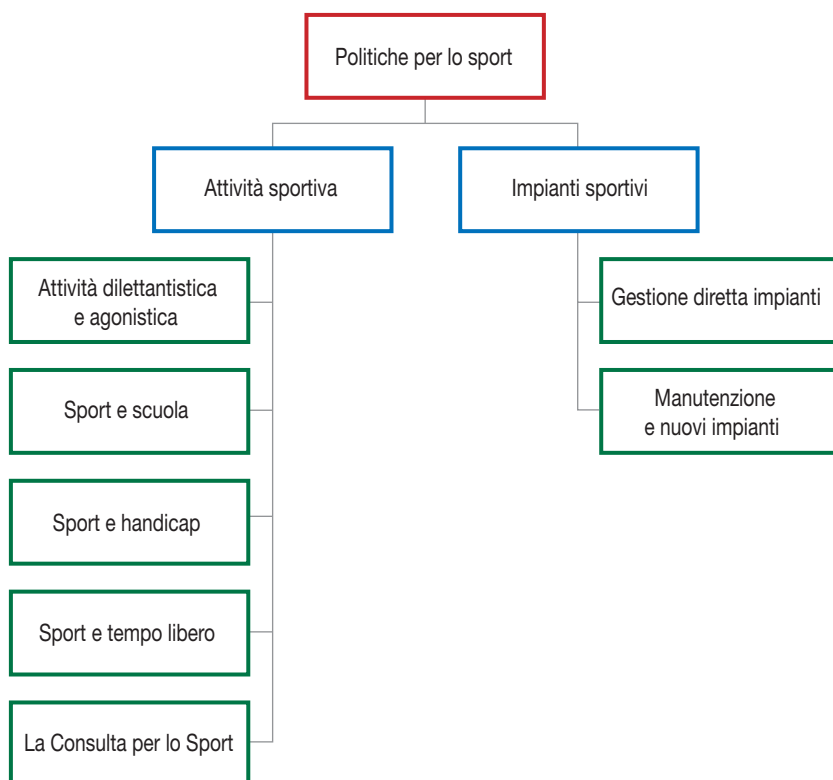 Politiche per lo sport
Attività sportiva
Impianti sportivi
Attività dilettantistica
e agonistica
Gestione diretta impianti
Sport e scuola
Manutenzione
e nuovi impianti
Sport e handicap
Sport e tempo libero
La Consulta per lo Sport